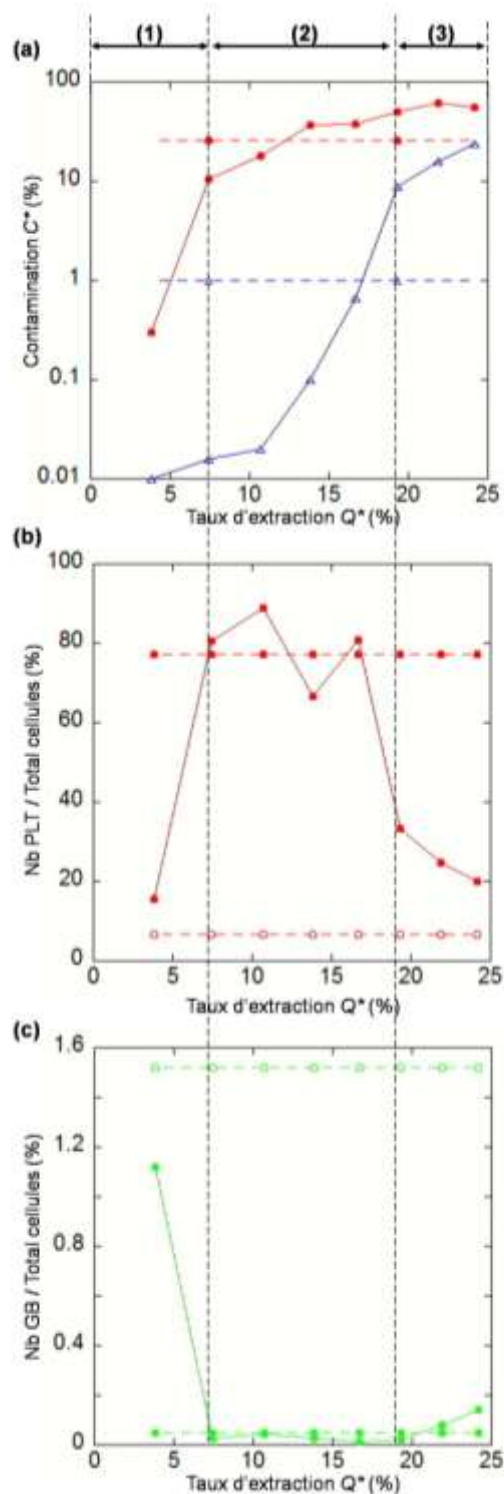 (1) (2) (3)
(a)
100
10
1
0.1
0.01
Contamination C* (%)
0 5 10 15 20 25
Taux d'extraction Q* (%)
(b)
100
80
60
40
20
0
Nb PLT / Total cellules (%)
0 5 10 15 20 25
Taux d'extraction Q* (%)
(c)
1.6
1.2
0.8
0.4
0
Nb GB / Total cellules (%)
0 5 10 15 20 25
Taux d'extraction Q* (%)